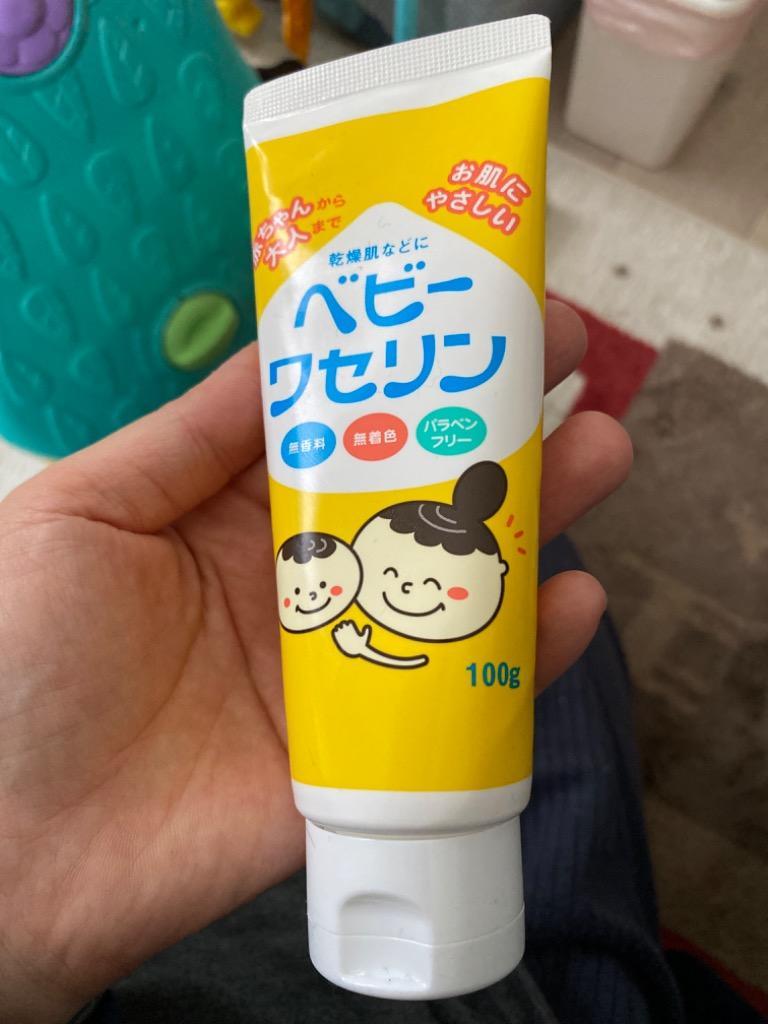 赤ちゃんから
大人まで
お肌に
やさしい
乾燥肌などに
ベビー
ワセリン
無香料
無着色
パラベン
フリー
100g